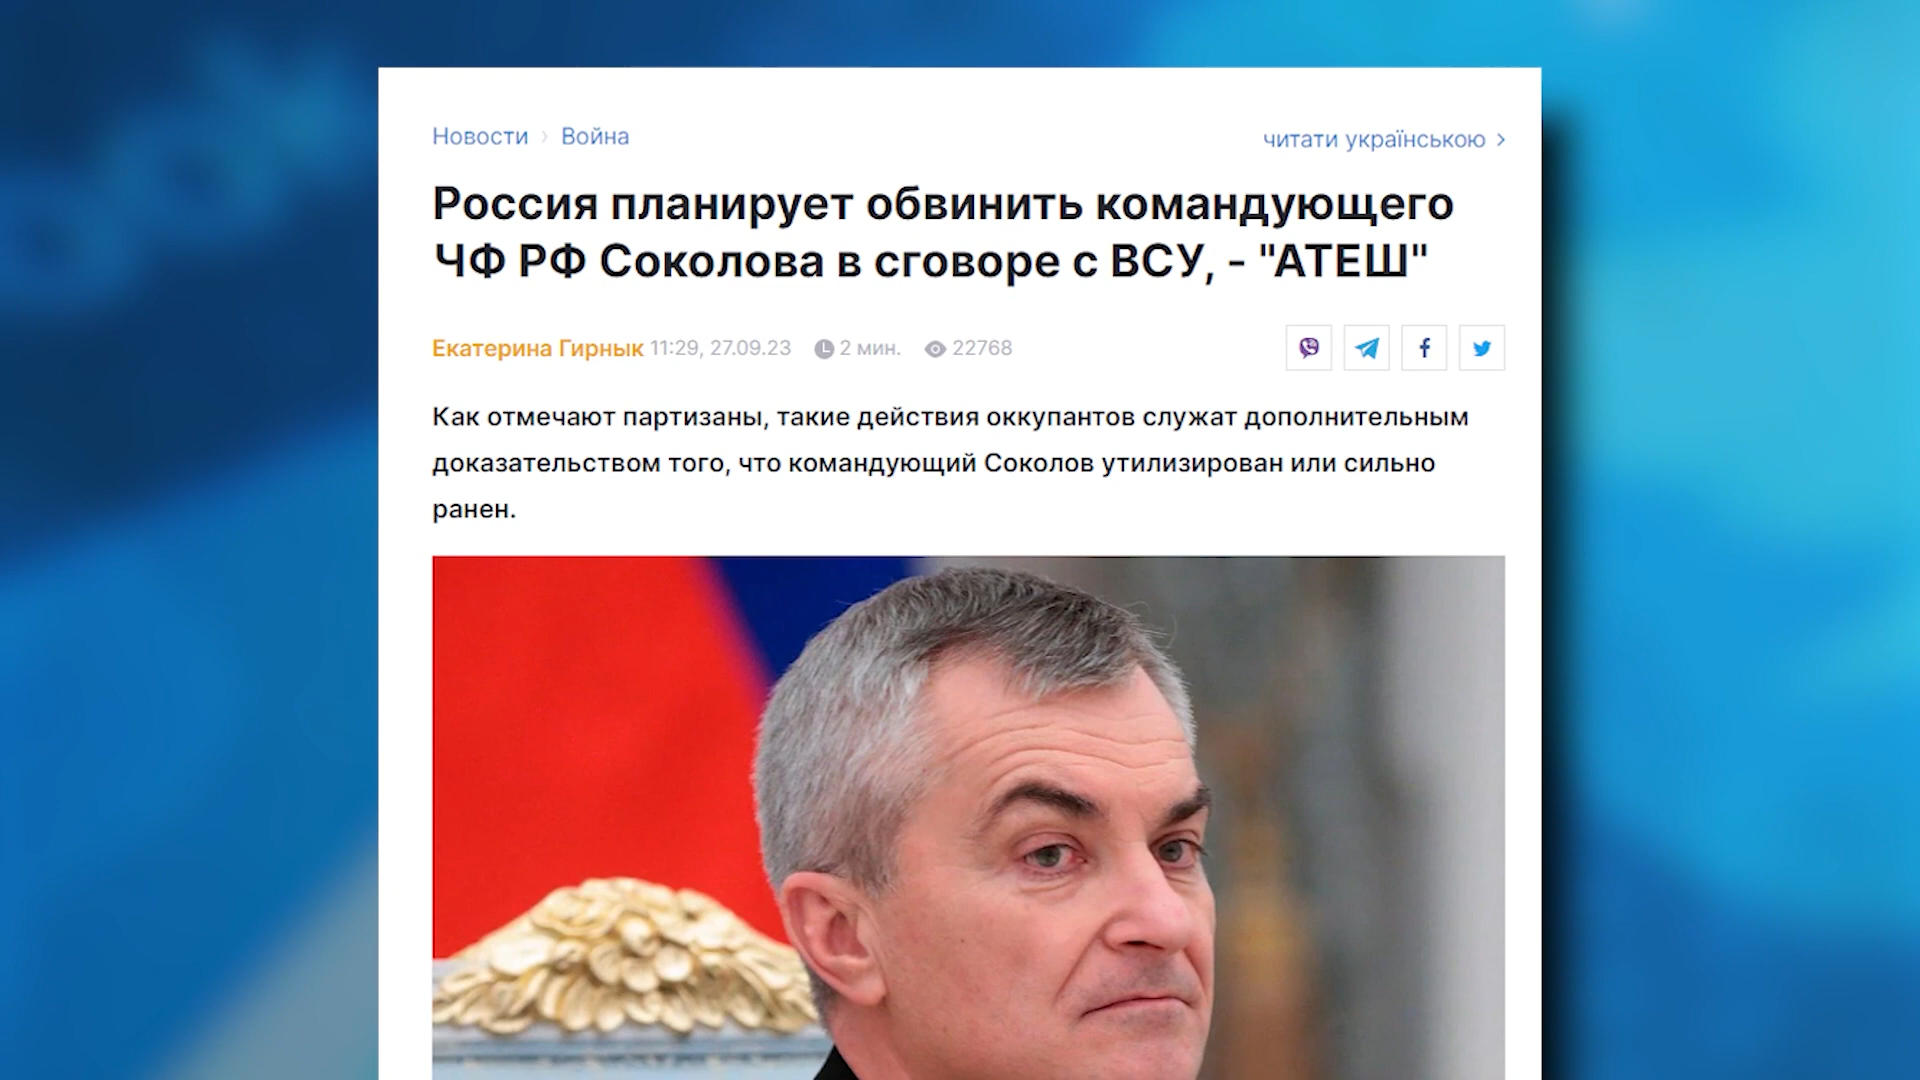 Новости › Война
читати українською >
Россия планирует обвинить командующего
ЧФ РФ Соколова в сговоре с ВСУ, - "АТЕШ"
Екатерина Гирнык 11:29, 27.09.23 2 мин. 22768
Как отмечают партизаны, такие действия оккупантов служат дополнительным
доказательством того, что командующий Соколов утилизирован или сильно
ранен.